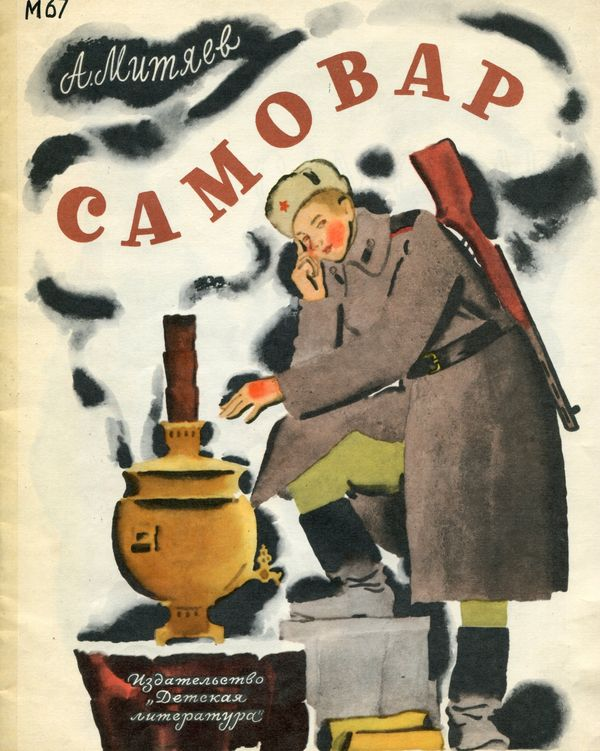 М67
А. Митяев
САМОВАР
Издательство
„Детская
литература"